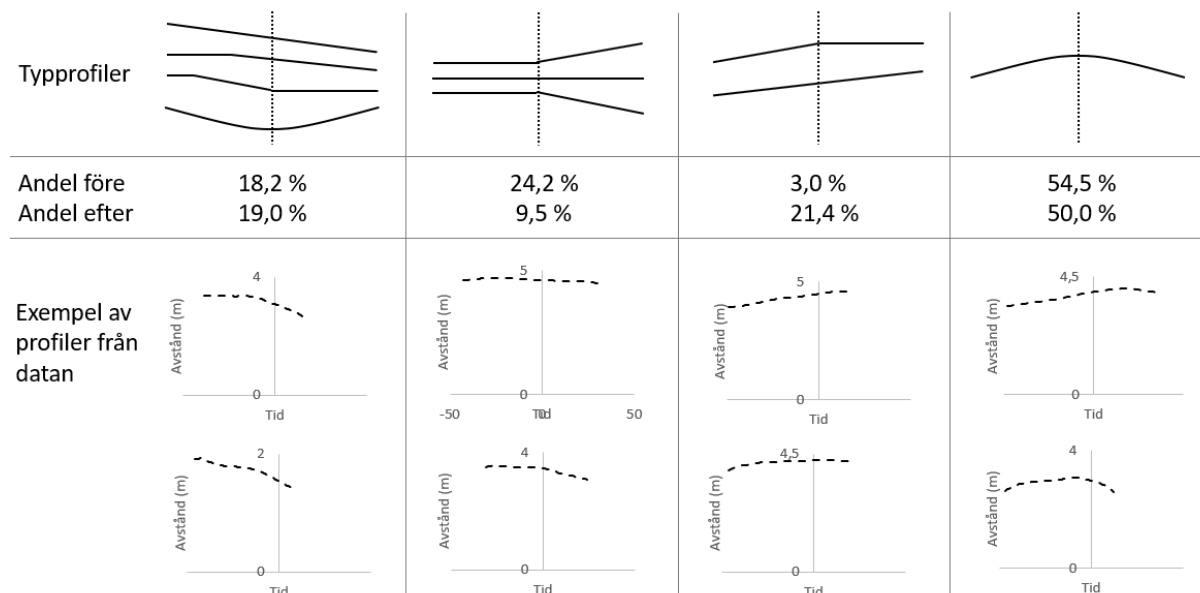 Typprofiler
Andel före 18,2 % 24,2 % 3,0 % 54,5 %
Andel efter 19,0 % 9,5 % 21,4 % 50,0 %
Exempel av
profiler från
datan
4
Avstånd (m)
0
Tid
5
Avstånd (m)
0
-50 Tid 0 50
5
Avstånd (m)
0
Tid
4,5
Avstånd (m)
0
Tid
2
Avstånd (m)
0
Tid
4
Avstånd (m)
0
Tid
4,5
Avstånd (m)
0
Tid
4
Avstånd (m)
0
Tid